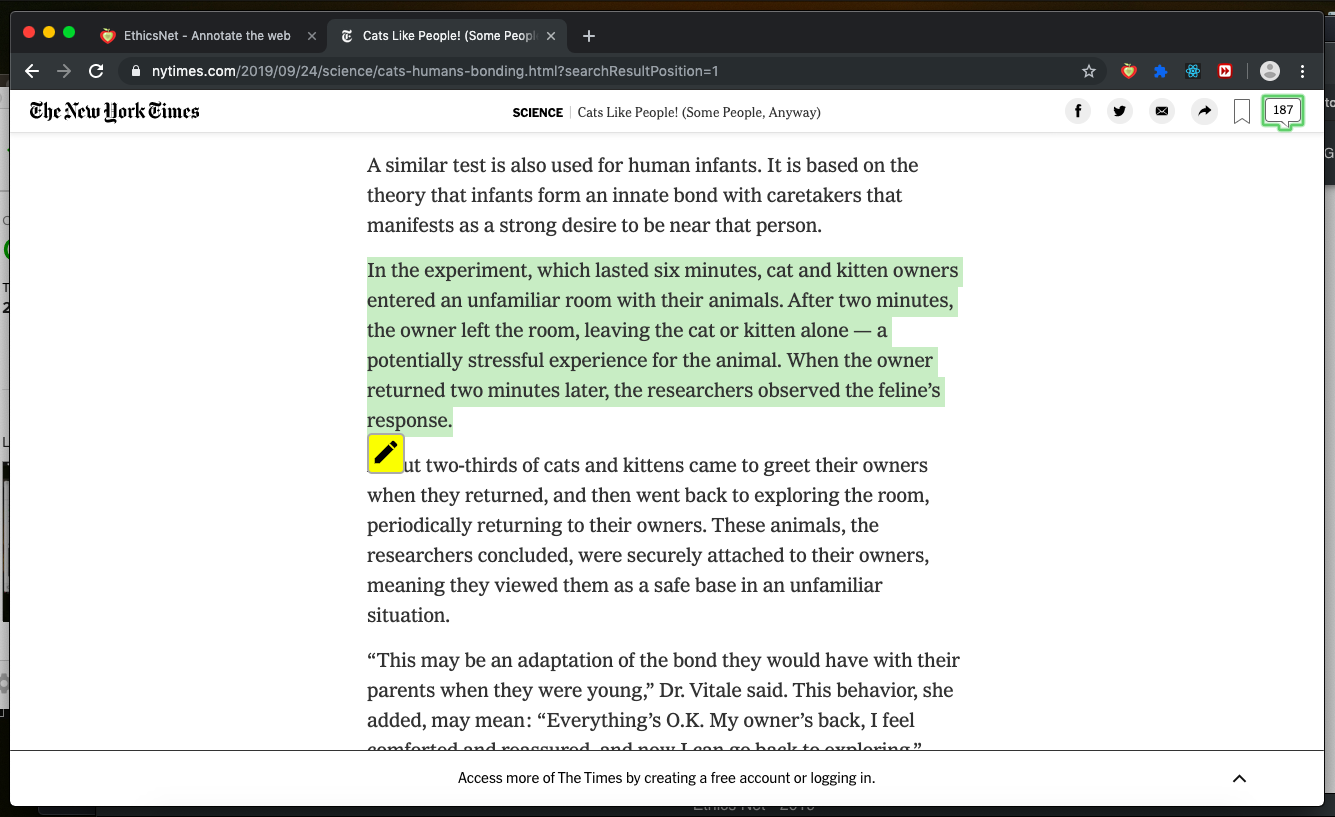 EthicsNet - Annotate the web
Cats Like People! (Some Peopl
nytimes.com/2019/09/24/science/cats-humans-bonding.html?searchResultPosition=1
The New York Times
SCIENCE | Cats Like People! (Some People, Anyway)
187
A similar test is also used for human infants. It is based on the
theory that infants form an innate bond with caretakers that
manifests as a strong desire to be near that person.
In the experiment, which lasted six minutes, cat and kitten owners
entered an unfamiliar room with their animals. After two minutes,
the owner left the room, leaving the cat or kitten alone — a
potentially stressful experience for the animal. When the owner
returned two minutes later, the researchers observed the feline’s
response.
ut two-thirds of cats and kittens came to greet their owners
when they returned, and then went back to exploring the room,
periodically returning to their owners. These animals, the
researchers concluded, were securely attached to their owners,
meaning they viewed them as a safe base in an unfamiliar
situation.
“This may be an adaptation of the bond they would have with their
parents when they were young,” Dr. Vitale said. This behavior, she
added, may mean: “Everything’s O.K. My owner’s back, I feel
comforted and reassured, and now I can go back to exploring.”
Access more of The Times by creating a free account or logging in.